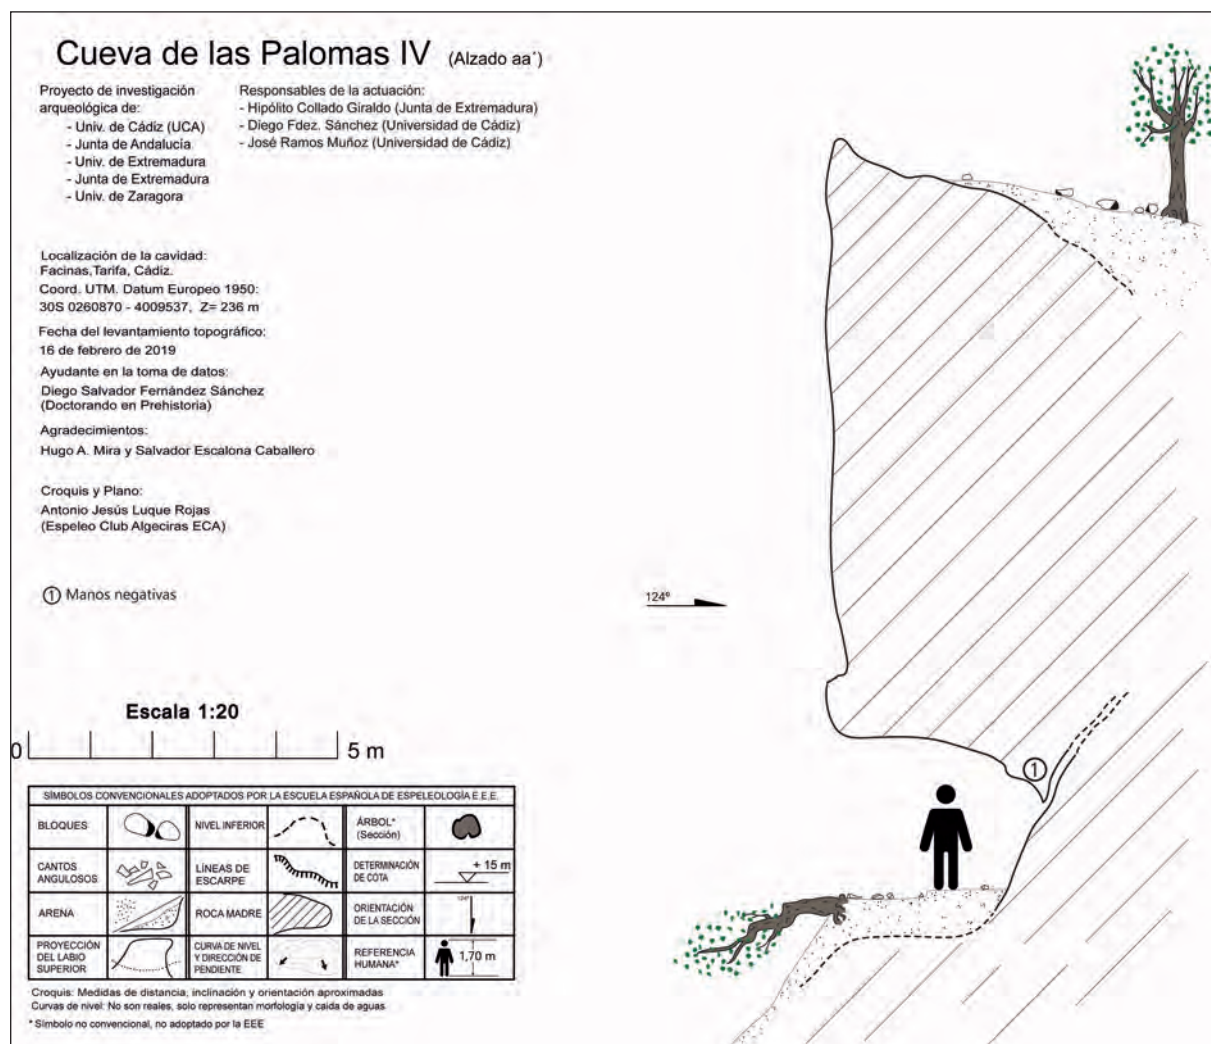 Cueva de las Palomas IV (Alzado aa´)
Proyecto de investigación
arqueológica de:
- Univ. de Cádiz (UCA)
- Junta de Andalucía
- Univ. de Extremadura
- Junta de Extremadura
- Univ. de Zaragora
Responsables de la actuación:
- Hipólito Collado Giraldo (Junta de Extremadura)
- Diego Fdez. Sánchez (Universidad de Cádiz)
- José Ramos Muñoz (Universidad de Cádiz)
Localización de la cavidad:
Facinas,Tarifa, Cádiz.
Coord. UTM. Datum Europeo 1950:
30S 0260870 - 4009537, Z= 236 m
Fecha del levantamiento topográfico:
16 de febrero de 2019
Ayudante en la toma de datos:
Diego Salvador Fernández Sánchez
(Doctorando en Prehistoria)
Agradecimientos:
Hugo A. Mira y Salvador Escalona Caballero
Croquis y Plano:
Antonio Jesús Luque Rojas
(Espeleo Club Algeciras ECA)
① Manos negativas
124º
①
Escala 1:20
0 5 m
SÍMBOLOS CONVENCIONALES ADOPTADOS POR LA ESCUELA ESPAÑOLA DE ESPELEOLOGÍA E.E.E.
BLOQUES
NIVEL INFERIOR
ÁRBOL*
(Sección)
CANTOS
ANGULOSOS
LÍNEAS DE
ESCARPE
DETERMINACIÓN
DE COTA
+ 15 m
ARENA
ROCA MADRE
ORIENTACIÓN
DE LA SECCIÓN
124º
PROYECCIÓN
DEL LABIO
SUPERIOR
CURVA DE NIVEL
Y DIRECCIÓN DE
PENDIENTE
REFERENCIA
HUMANA*
1,70 m
Croquis: Medidas de distancia, inclinación y orientación aproximadas
Curvas de nivel: No son reales, solo representan morfología y caida de aguas
* Símbolo no convencional, no adoptado por la EEE